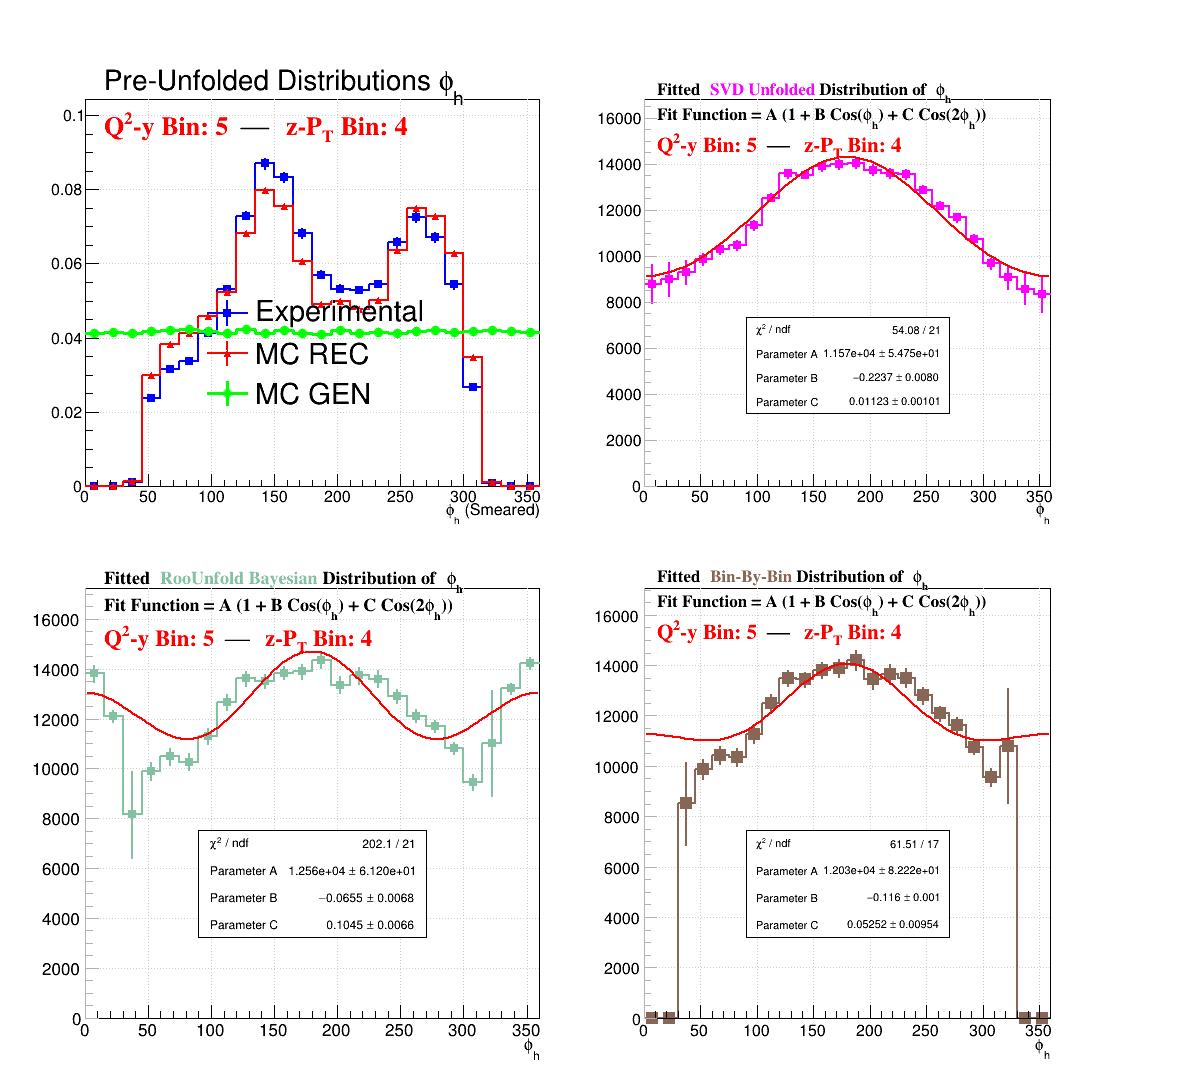 Pre-Unfolded Distributions ϕh
Q²-y Bin: 5 — z-PT Bin: 4
0.1
0.08
0.06
0.04
0.02
0
Experimental
MC REC
MC GEN
0 50 100 150 200 250 300 350
ϕh (Smeared)
Fitted SVD Unfolded Distribution of ϕh
Fit Function = A (1 + B Cos(ϕh) + C Cos(2ϕh))
Q²-y Bin: 5 — z-PT Bin: 4
16000
14000
12000
10000
8000
6000
4000
2000
0
χ² / ndf 54.08 / 21
Parameter A 1.157e+04 ± 5.475e+01
Parameter B −0.2237 ± 0.0080
Parameter C 0.01123 ± 0.00101
0 50 100 150 200 250 300 350
ϕh
Fitted RooUnfold Bayesian Distribution of ϕh
Fit Function = A (1 + B Cos(ϕh) + C Cos(2ϕh))
Q²-y Bin: 5 — z-PT Bin: 4
16000
14000
12000
10000
8000
6000
4000
2000
0
χ² / ndf 202.1 / 21
Parameter A 1.256e+04 ± 6.120e+01
Parameter B −0.0655 ± 0.0068
Parameter C 0.1045 ± 0.0066
0 50 100 150 200 250 300 350
ϕh
Fitted Bin-By-Bin Distribution of ϕh
Fit Function = A (1 + B Cos(ϕh) + C Cos(2ϕh))
Q²-y Bin: 5 — z-PT Bin: 4
16000
14000
12000
10000
8000
6000
4000
2000
0
χ² / ndf 61.51 / 17
Parameter A 1.203e+04 ± 8.222e+01
Parameter B −0.116 ± 0.001
Parameter C 0.05252 ± 0.00954
0 50 100 150 200 250 300 350
ϕh